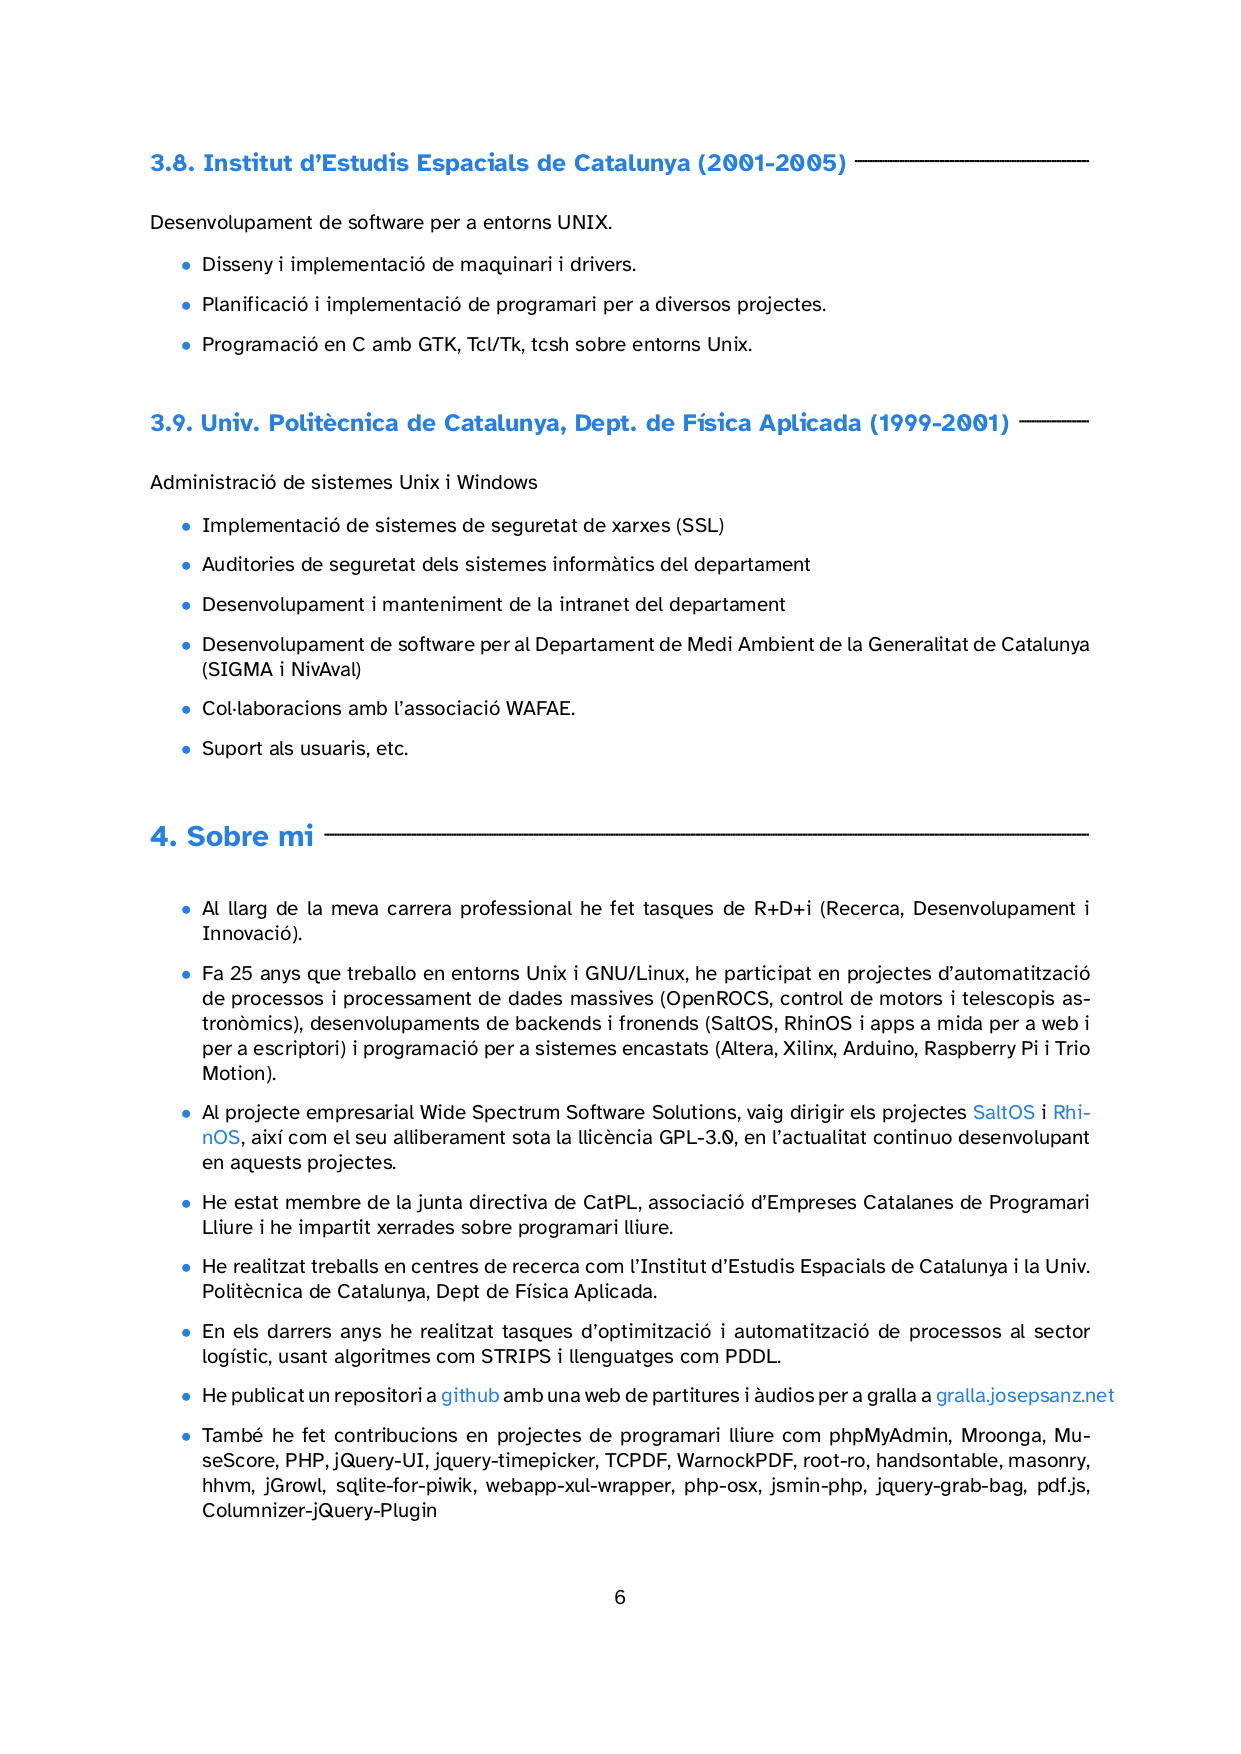 3.8. Institut d’Estudis Espacials de Catalunya (2001-2005)
Desenvolupament de software per a entorns UNIX.
• Disseny i implementació de maquinari i drivers.
• Planificació i implementació de programari per a diversos projectes.
• Programació en C amb GTK, Tcl/Tk, tcsh sobre entorns Unix.
3.9. Univ. Politècnica de Catalunya, Dept. de Física Aplicada (1999-2001)
Administració de sistemes Unix i Windows
• Implementació de sistemes de seguretat de xarxes (SSL)
• Auditories de seguretat dels sistemes informàtics del departament
• Desenvolupament i manteniment de la intranet del departament
• Desenvolupament de software per al Departament de Medi Ambient de la Generalitat de Catalunya
(SIGMA i NivAval)
• Col·laboracions amb l’associació WAFAE.
• Suport als usuaris, etc.
4. Sobre mi
• Al llarg de la meva carrera professional he fet tasques de R+D+i (Recerca, Desenvolupament i
Innovació).
• Fa 25 anys que treballo en entorns Unix i GNU/Linux, he participat en projectes d’automatització
de processos i processament de dades massives (OpenROCS, control de motors i telescopis as-
tronòmics), desenvolupaments de backends i fronends (SaltOS, RhinOS i apps a mida per a web i
per a escriptori) i programació per a sistemes encastats (Altera, Xilinx, Arduino, Raspberry Pi i Trio
Motion).
• Al projecte empresarial Wide Spectrum Software Solutions, vaig dirigir els projectes SaltOS i Rhi-
nOS, així com el seu alliberament sota la llicència GPL-3.0, en l’actualitat continuo desenvolupant
en aquests projectes.
• He estat membre de la junta directiva de CatPL, associació d’Empreses Catalanes de Programari
Lliure i he impartit xerrades sobre programari lliure.
• He realitzat treballs en centres de recerca com l’Institut d’Estudis Espacials de Catalunya i la Univ.
Politècnica de Catalunya, Dept de Física Aplicada.
• En els darrers anys he realitzat tasques d’optimització i automatització de processos al sector
logístic, usant algoritmes com STRIPS i llenguatges com PDDL.
• He publicat un repositori a github amb una web de partitures i àudios per a gralla a gralla.josepsanz.net
• També he fet contribucions en projectes de programari lliure com phpMyAdmin, Mroonga, Mu-
seScore, PHP, jQuery-UI, jquery-timepicker, TCPDF, WarnockPDF, root-ro, handsontable, masonry,
hhvm, jGrowl, sqlite-for-piwik, webapp-xul-wrapper, php-osx, jsmin-php, jquery-grab-bag, pdf.js,
Columnizer-jQuery-Plugin
6